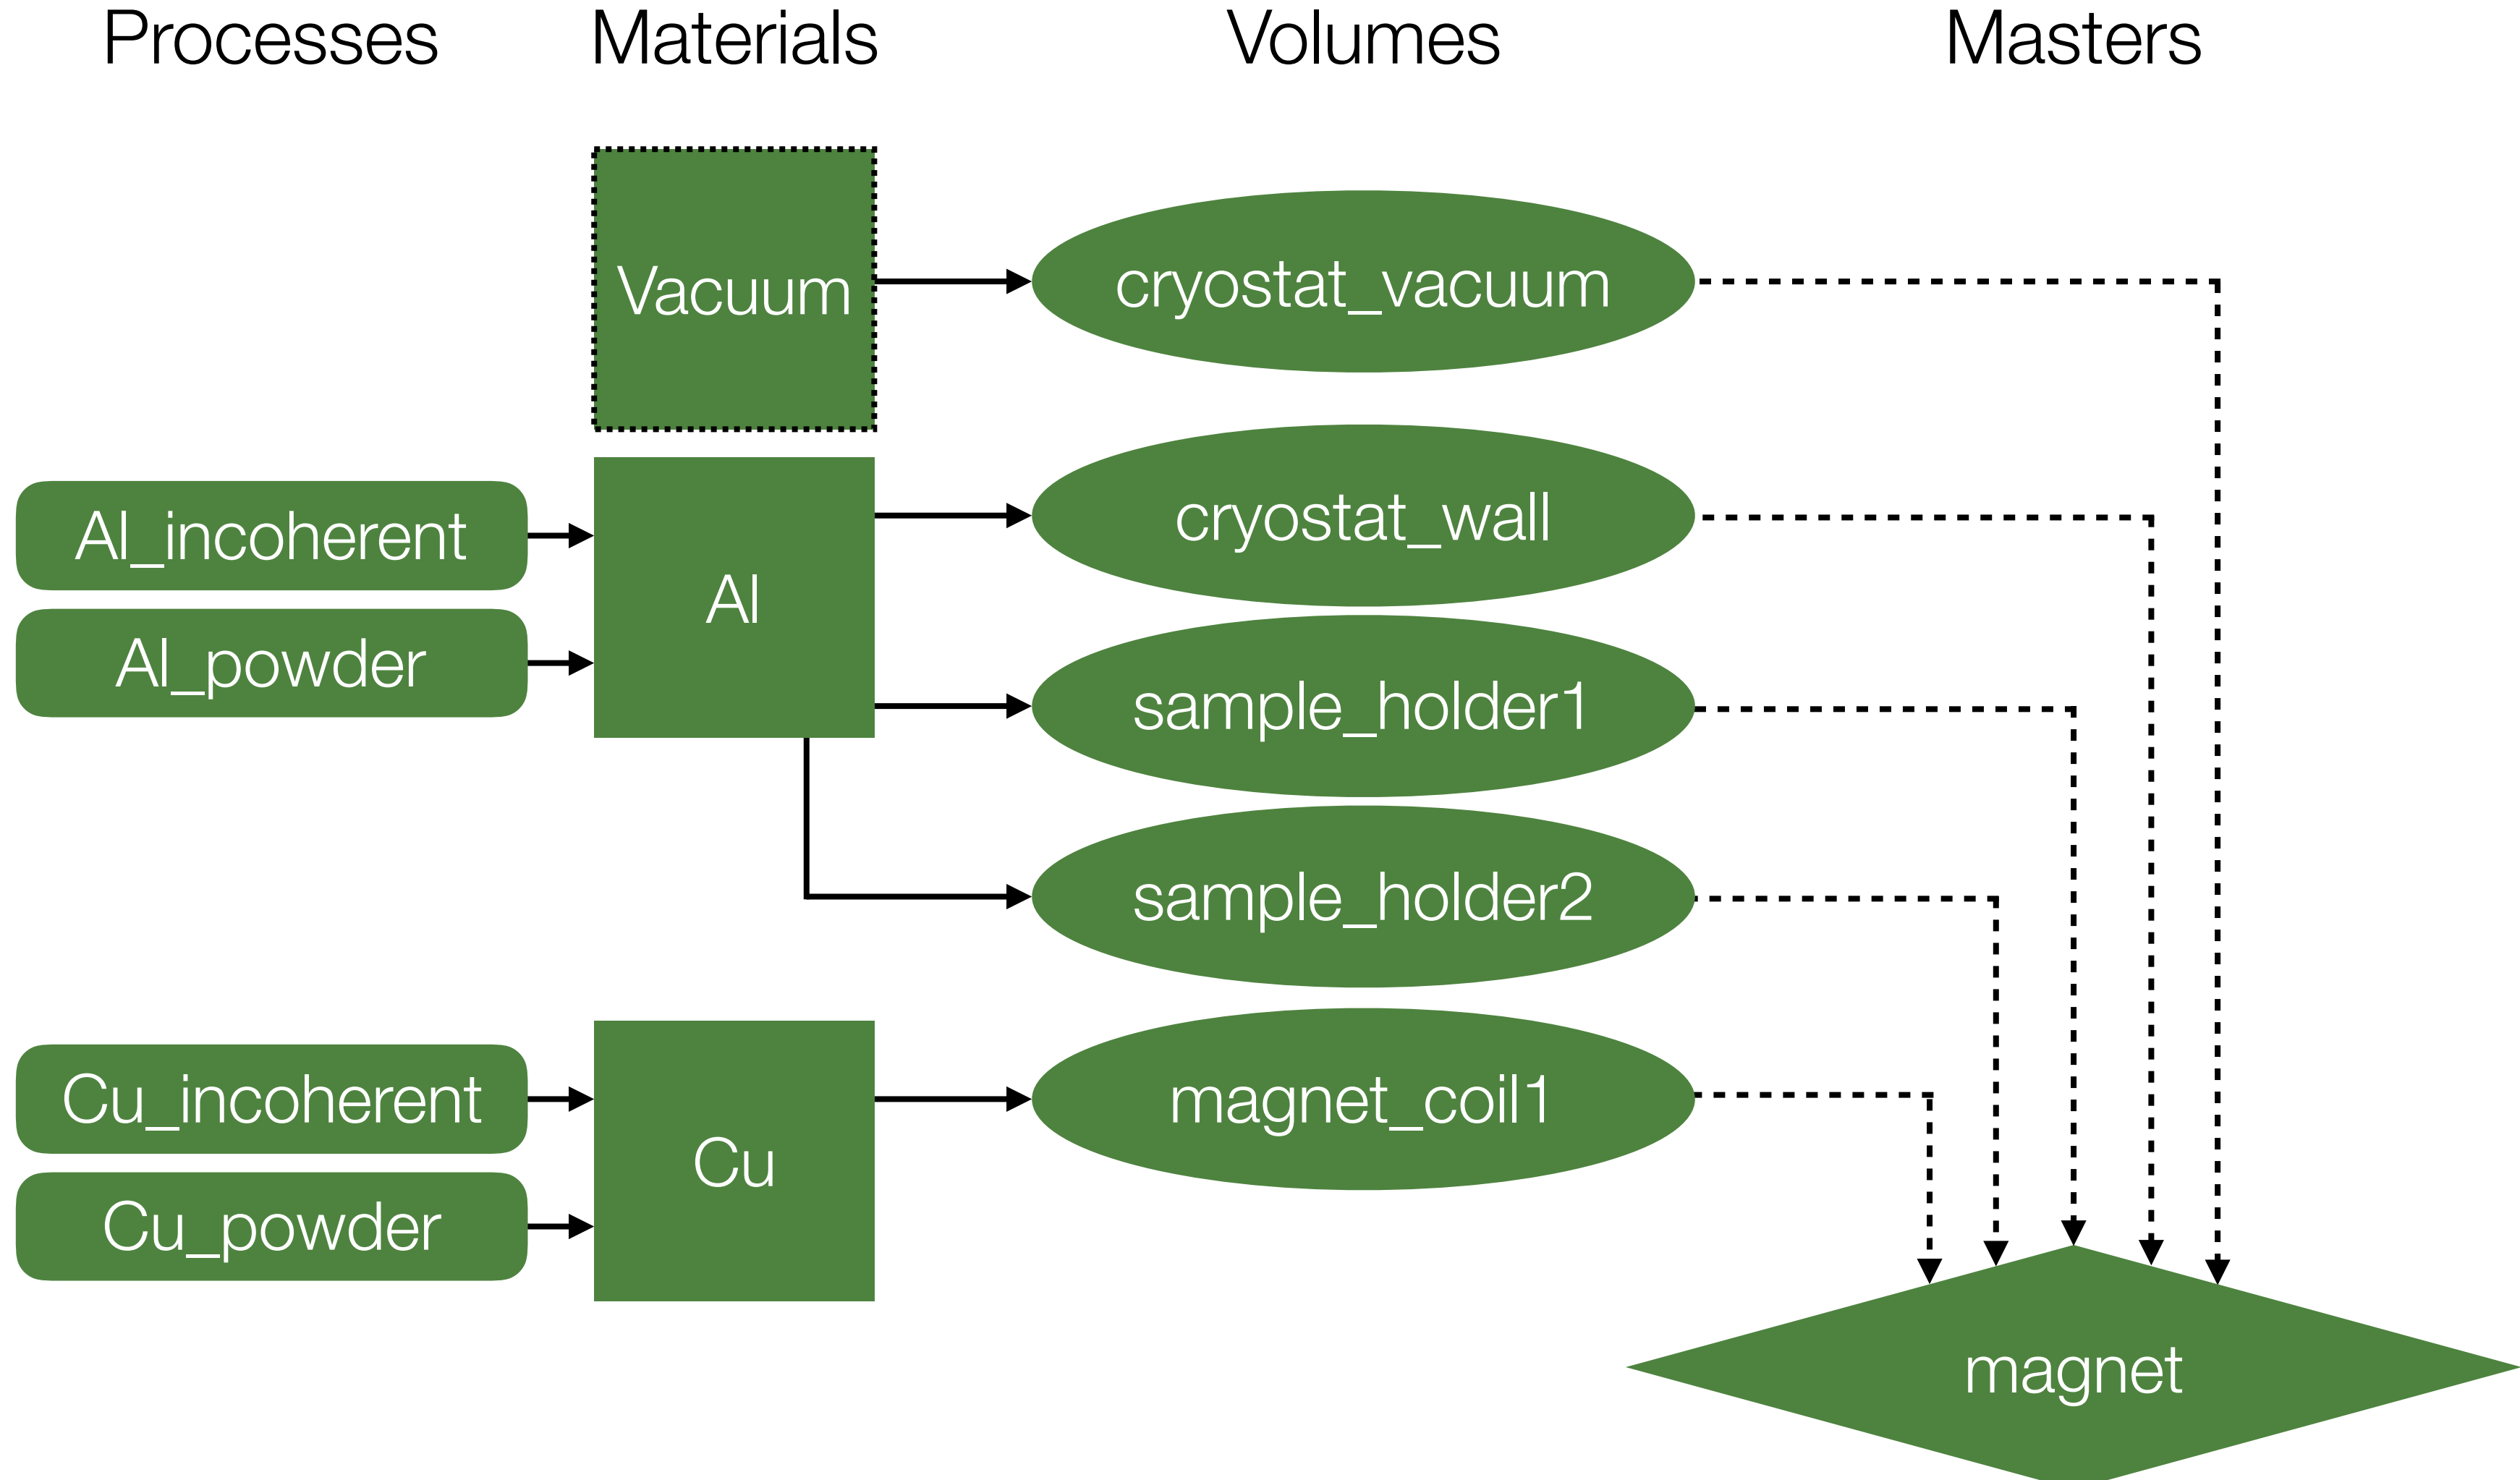 Processes Materials Volumes Masters
Vacuum
cryostat_vacuum
Al_incoherent
Al_powder
Al
cryostat_wall
sample_holder1
sample_holder2
Cu_incoherent
Cu_powder
Cu
magnet_coil1
magnet